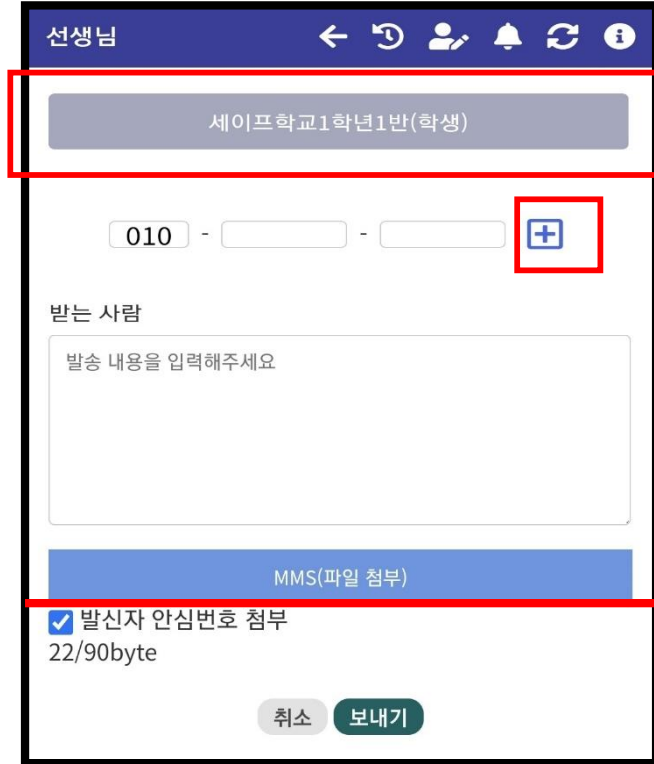 선생님
세이프학교1학년1반(학생)
010 - -
받는 사람
발송 내용을 입력해주세요
MMS(파일 첨부)
발신자 안심번호 첨부
22/90byte
취소 보내기